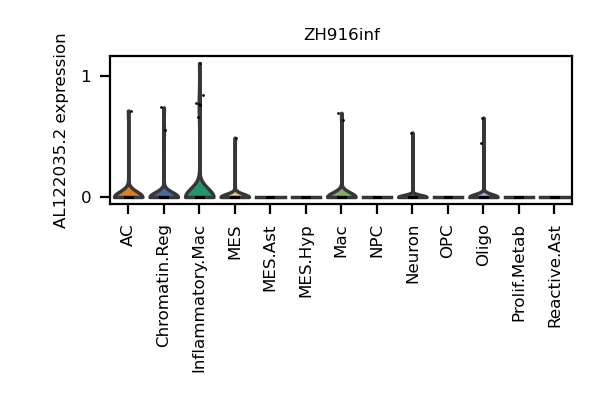 ZH916inf
AL122035.2 expression
1
0
AC
Chromatin.Reg
Inflammatory.Mac
MES
MES.Ast
MES.Hyp
Mac
NPC
Neuron
OPC
Oligo
Prolif.Metab
Reactive.Ast